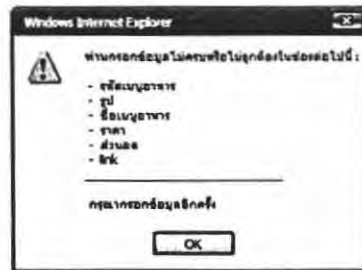 Windows Internet Explorer
ท่านกรอกข้อมูลไม่ครบหรือไม่ถูกต้องในช่องต่อไปนี้ :
- รหัสเมนูอาหาร
- รูป
- ชื่อเมนูอาหาร
- ราคา
- ส่วนลด
- link
กรุณากรอกข้อมูลอีกครั้ง
OK